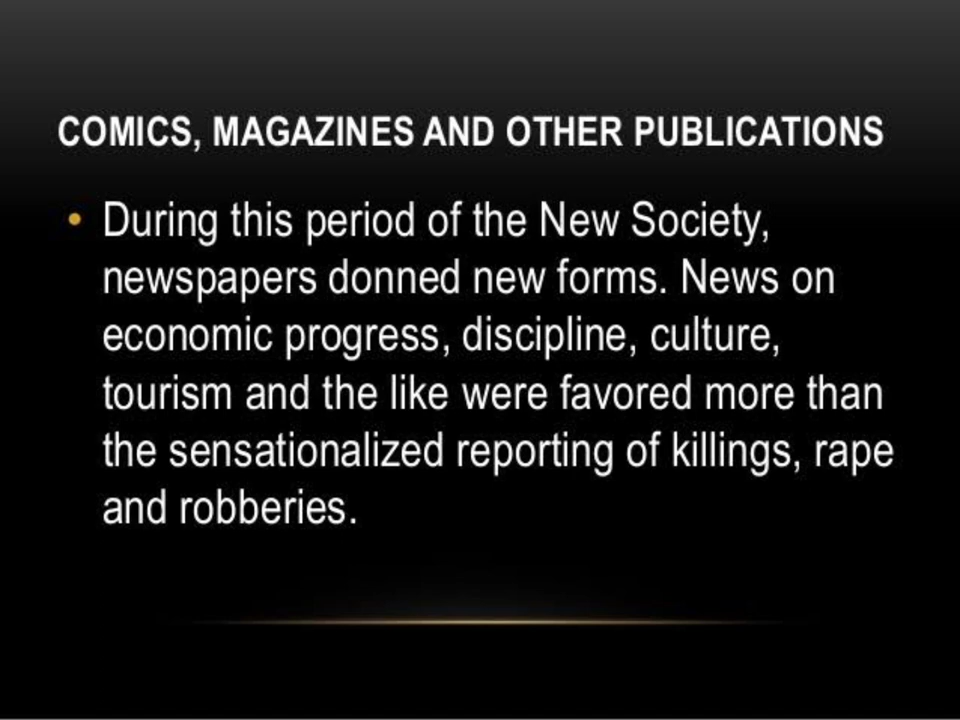 COMICS, MAGAZINES AND OTHER PUBLICATIONS
• During this period of the New Society,
newspapers donned new forms. News on
economic progress, discipline, culture,
tourism and the like were favored more than
the sensationalized reporting of killings, rape
and robberies.